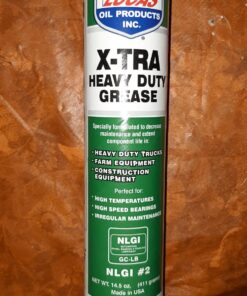 LUCAS
OIL PRODUCTS
INC.
X-TRA
HEAVY DUTY
GREASE
Specially formulated to decrease
maintenance and extend
component life in:
• HEAVY DUTY TRUCKS
• FARM EQUIPMENT
• CONSTRUCTION
EQUIPMENT
Perfect for:
• HIGH TEMPERATURES
• HIGH SPEED BEARINGS
• IRREGULAR MAINTENANCE
NLGI
GC-LB
NLGI #2
NET WT. 14.5 oz. (411 grams)
Made in USA